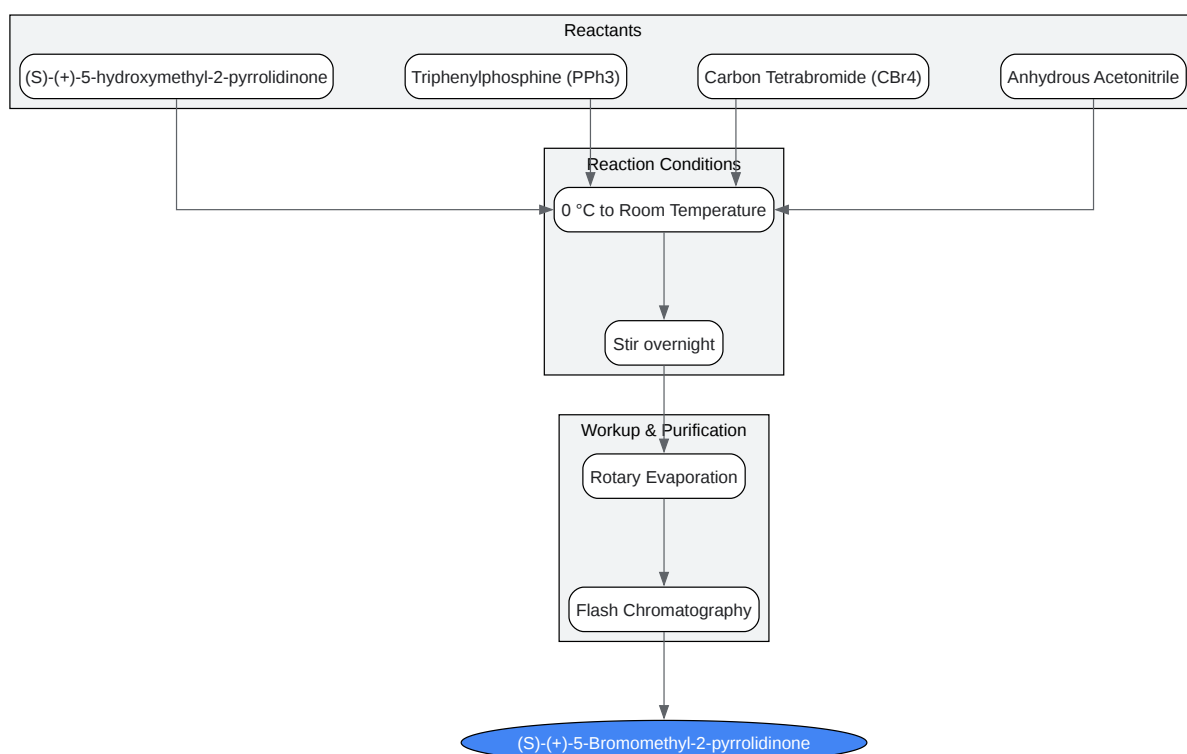 Reactants
(S)-(+)-5-hydroxymethyl-2-pyrrolidinone
Triphenylphosphine (PPh3)
Carbon Tetrabromide (CBr4)
Anhydrous Acetonitrile
Reaction Conditions
0 °C to Room Temperature
Stir overnight
Workup & Purification
Rotary Evaporation
Flash Chromatography
(S)-(+)-5-Bromomethyl-2-pyrrolidinone